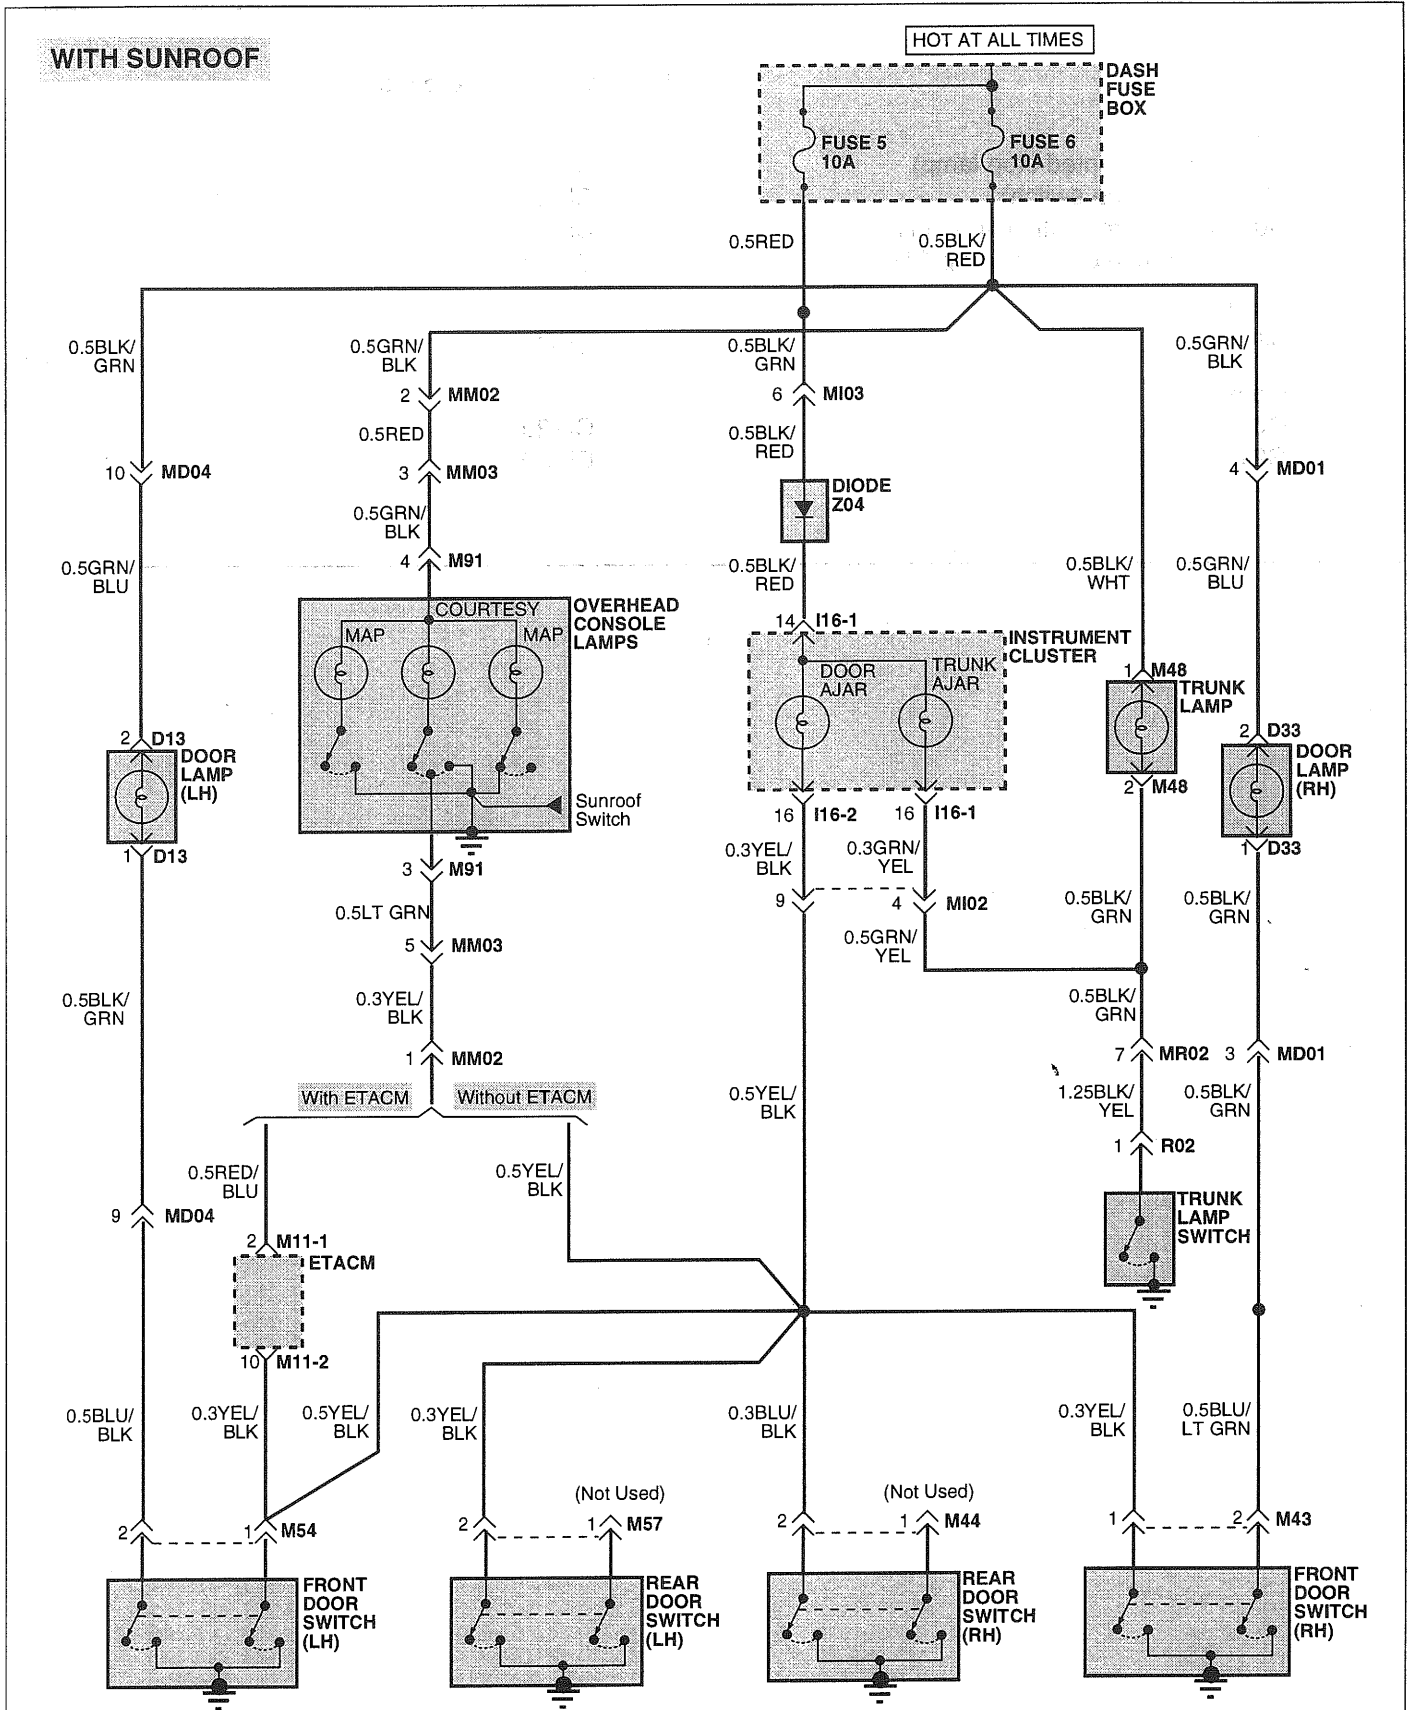 HOT AT ALL TIMES
WITH SUNROOF
DASH
FUSE
BOX
FUSE 5
10A
FUSE 6
10A
0.5RED
0.5BLK/
RED
0.5BLK/
GRN
0.5GRN/
BLK
0.5BLK/
GRN
0.5GRN/
BLK
2 MM02
6 MI03
0.5RED
0.5BLK/
RED
10 MD04
3 MM03
4 MD01
DIODE
Z04
0.5GRN/
BLK
4 M91
0.5GRN/
BLU
0.5BLK/
RED
0.5BLK/
WHT
0.5GRN/
BLU
COURTESY
MAP
MAP
OVERHEAD
CONSOLE
LAMPS
14 I16-1
INSTRUMENT
CLUSTER
DOOR
AJAR
TRUNK
AJAR
1 M48
TRUNK
LAMP
2 M48
2 D13
DOOR
LAMP
(LH)
1 D13
2 D33
DOOR
LAMP
(RH)
1 D33
Sunroof
Switch
16 I16-2
16 I16-1
3 M91
0.3YEL/
BLK
0.3GRN/
YEL
0.5LT GRN
9
4 MI02
0.5BLK/
GRN
0.5BLK/
GRN
5 MM03
0.5GRN/
YEL
0.5BLK/
GRN
0.3YEL/
BLK
0.5BLK/
GRN
1 MM02
7 MR02
3 MD01
With ETACM
Without ETACM
0.5YEL/
BLK
1.25BLK/
YEL
0.5BLK/
GRN
1 R02
0.5RED/
BLU
0.5YEL/
BLK
9 MD04
TRUNK
LAMP
SWITCH
2 M11-1
ETACM
10 M11-2
0.5BLU/
BLK
0.3YEL/
BLK
0.5YEL/
BLK
0.3YEL/
BLK
0.3BLU/
BLK
0.3YEL/
BLK
0.5BLU/
LT GRN
(Not Used)
(Not Used)
2
1 M54
2
1 M57
2
1 M44
1
2 M43
FRONT
DOOR
SWITCH
(LH)
REAR
DOOR
SWITCH
(LH)
REAR
DOOR
SWITCH
(RH)
FRONT
DOOR
SWITCH
(RH)